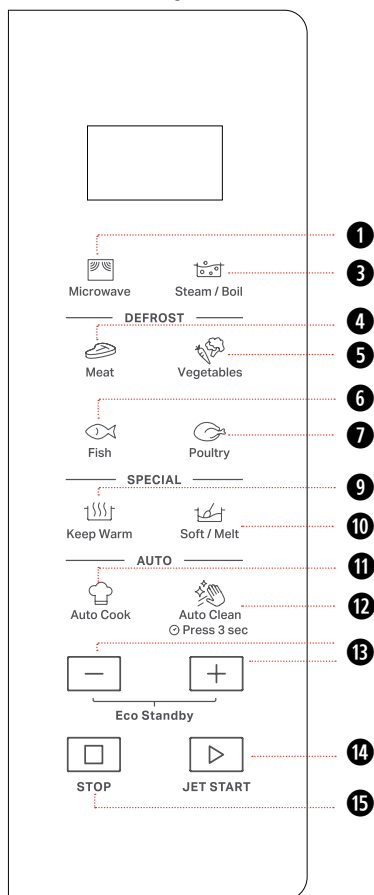 1
Microwave Steam / Boil
3
DEFROST
4
Meat Vegetables
5
6
Fish Poultry
7
SPECIAL
9
Keep Warm Soft / Melt
10
AUTO
11
Auto Cook Auto Clean
12
Press 3 sec
13
− +
Eco Standby
14
STOP JET START
15